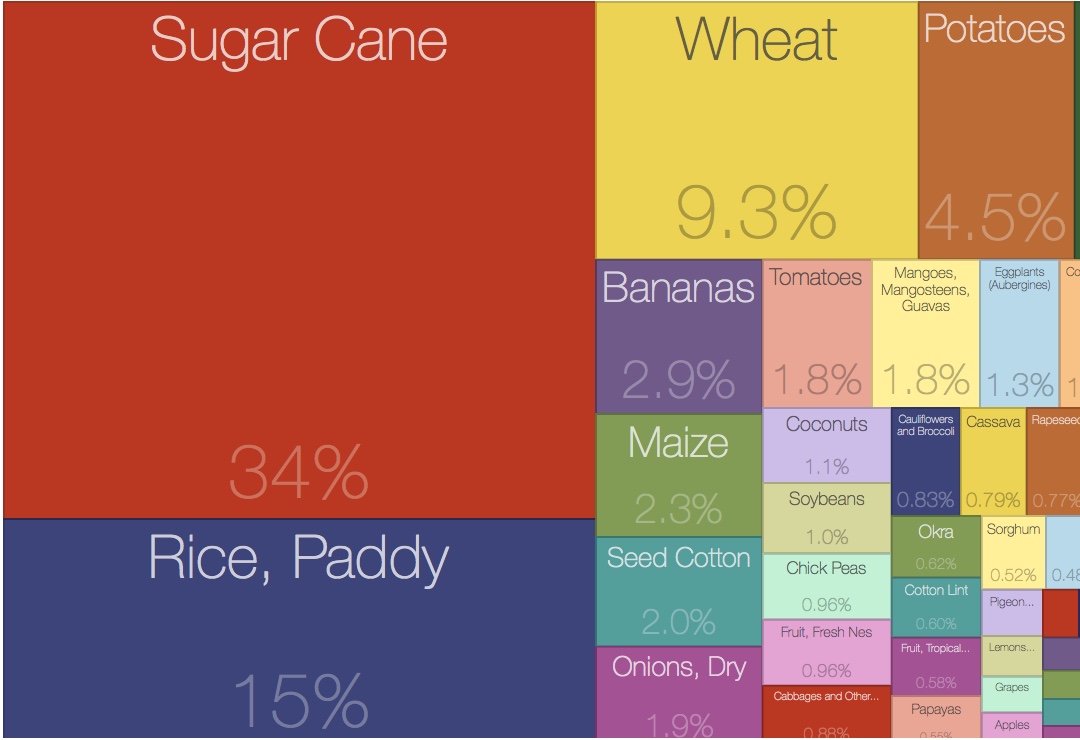 Sugar Cane
34%
Rice, Paddy
15%
Wheat
9.3%
Potatoes
4.5%
Bananas
2.9%
Maize
2.3%
Seed Cotton
2.0%
Onions, Dry
1.9%
Tomatoes
1.8%
Mangoes,
Mangosteens,
Guavas
1.8%
Eggplants
(Aubergines)
1.3%
Co
1
Coconuts
1.1%
Soybeans
1.0%
Chick Peas
0.96%
Fruit, Fresh Nes
0.96%
Cabbages and Other...
0.88%
Cauliflowers
and Broccoli
0.83%
Cassava
0.79%
Rapeseed
0.77%
Okra
0.62%
Cotton Lint
0.60%
Fruit, Tropical...
0.58%
Papayas
0.55%
Sorghum
0.52%
0.48
Pigeon...
Lemons...
Grapes
Apples